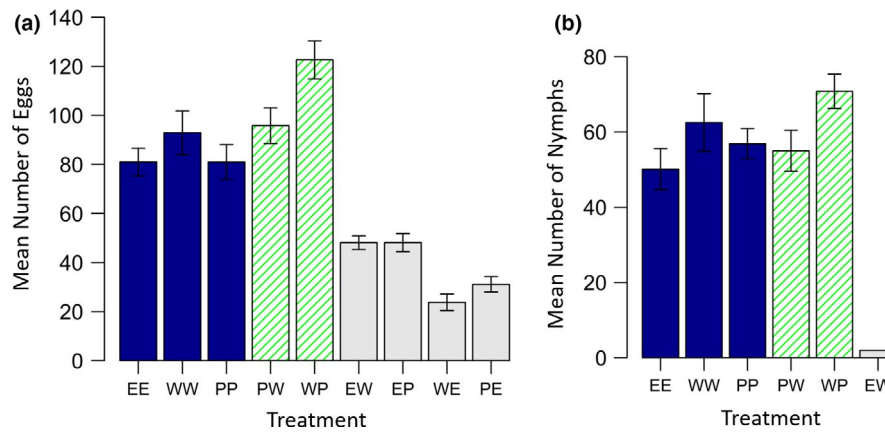 (a)
Mean Number of Eggs
140
120
100
80
60
40
20
0
EE WW PP PW WP EW EP WE PE
Treatment
(b)
Mean Number of Nymphs
80
60
40
20
0
EE WW PP PW WP EW
Treatment